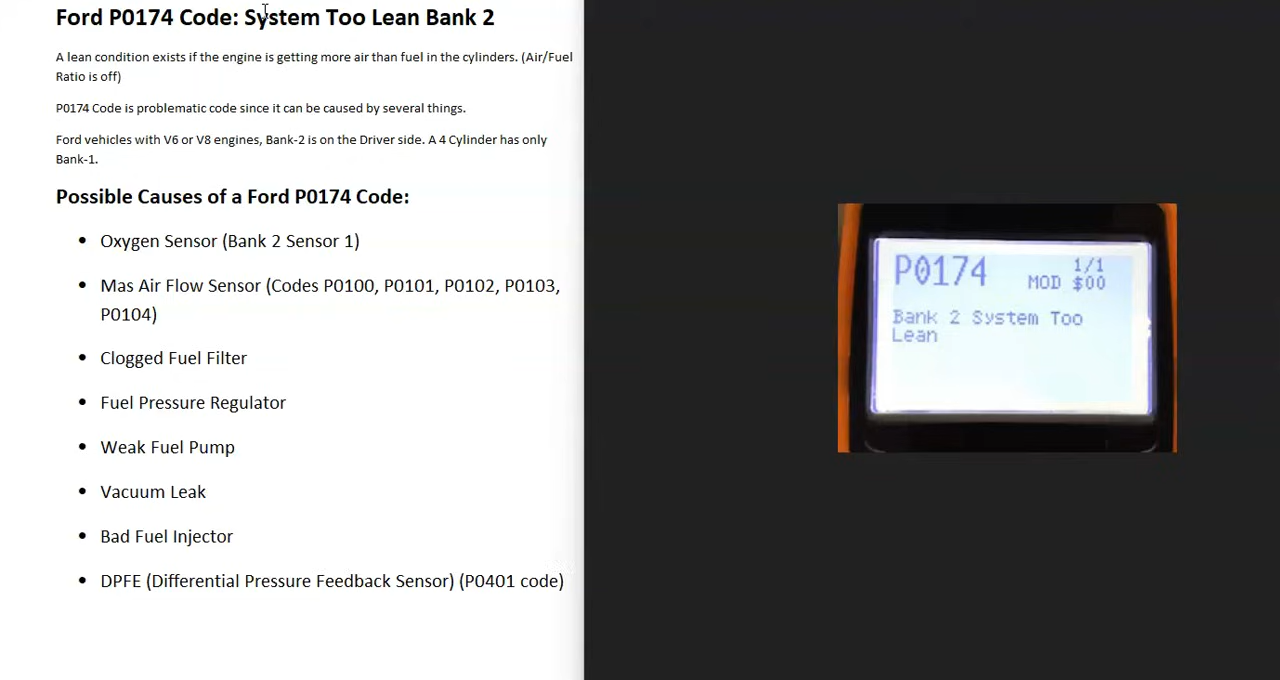 Ford P0174 Code: System Too Lean Bank 2
A lean condition exists if the engine is getting more air than fuel in the cylinders. (Air/Fuel
Ratio is off)
P0174 Code is problematic code since it can be caused by several things.
Ford vehicles with V6 or V8 engines, Bank-2 is on the Driver side. A 4 Cylinder has only
Bank-1.
Possible Causes of a Ford P0174 Code:
• Oxygen Sensor (Bank 2 Sensor 1)
• Mas Air Flow Sensor (Codes P0100, P0101, P0102, P0103,
P0104)
• Clogged Fuel Filter
• Fuel Pressure Regulator
• Weak Fuel Pump
• Vacuum Leak
• Bad Fuel Injector
• DPFE (Differential Pressure Feedback Sensor) (P0401 code)
P0174 1/1
MOD $00
Bank 2 System Too
Lean